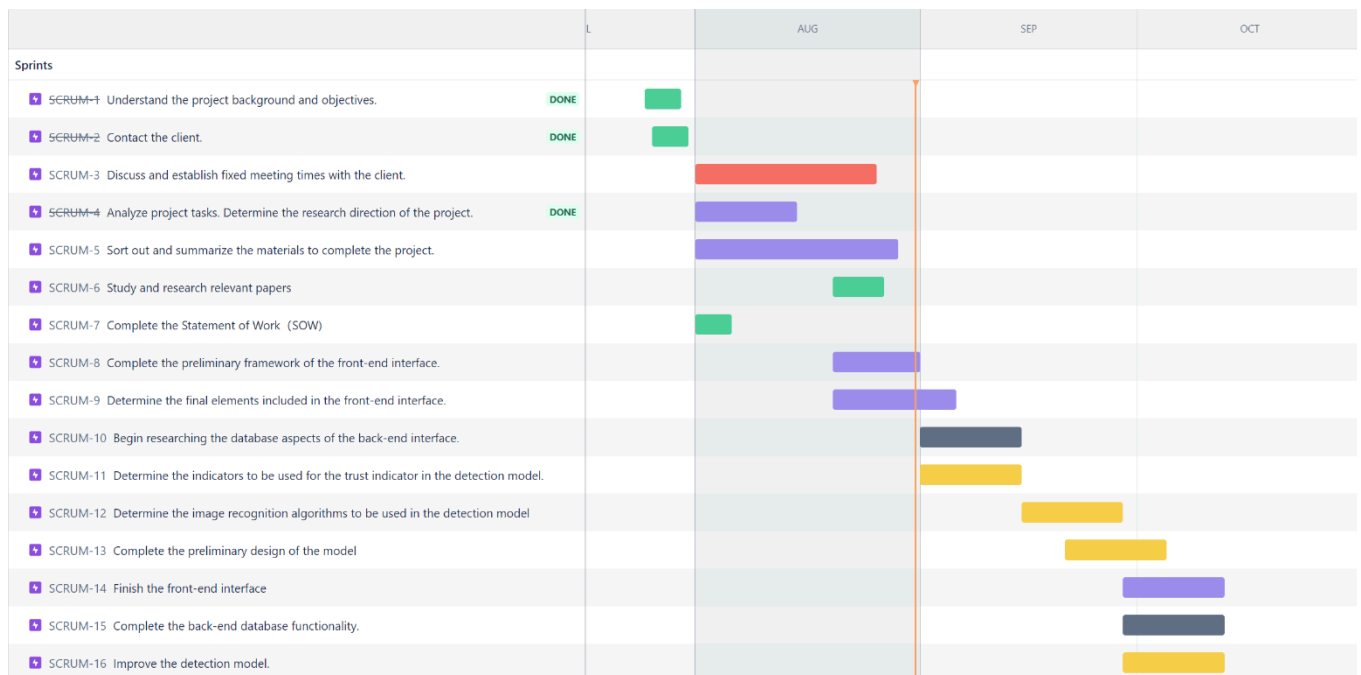 L AUG SEP OCT
Sprints
SCRUM-1 Understand the project background and objectives. DONE
SCRUM-2 Contact the client. DONE
SCRUM-3 Discuss and establish fixed meeting times with the client.
SCRUM-4 Analyze project tasks. Determine the research direction of the project. DONE
SCRUM-5 Sort out and summarize the materials to complete the project.
SCRUM-6 Study and research relevant papers
SCRUM-7 Complete the Statement of Work（SOW）
SCRUM-8 Complete the preliminary framework of the front-end interface.
SCRUM-9 Determine the final elements included in the front-end interface.
SCRUM-10 Begin researching the database aspects of the back-end interface.
SCRUM-11 Determine the indicators to be used for the trust indicator in the detection model.
SCRUM-12 Determine the image recognition algorithms to be used in the detection model
SCRUM-13 Complete the preliminary design of the model
SCRUM-14 Finish the front-end interface
SCRUM-15 Complete the back-end database functionality.
SCRUM-16 Improve the detection model.